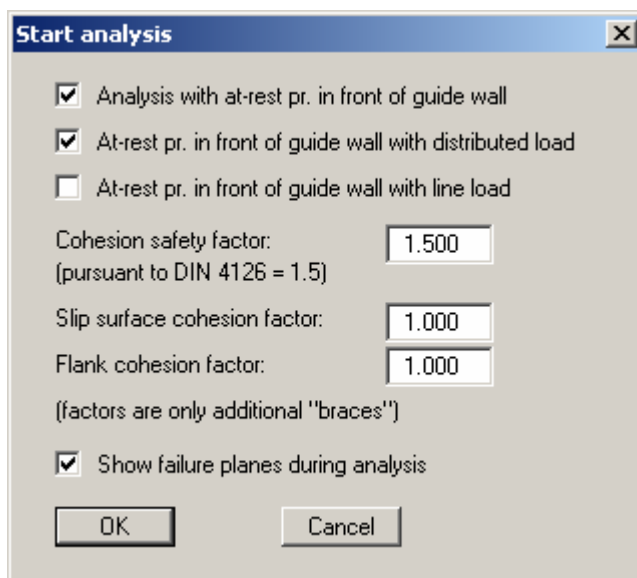 Start analysis
Analysis with at-rest pr. in front of guide wall
At-rest pr. in front of guide wall with distributed load
At-rest pr. in front of guide wall with line load
Cohesion safety factor: 1.500
(pursuant to DIN 4126 = 1.5)
Slip surface cohesion factor: 1.000
Flank cohesion factor: 1.000
(factors are only additional "braces")
Show failure planes during analysis
OK Cancel